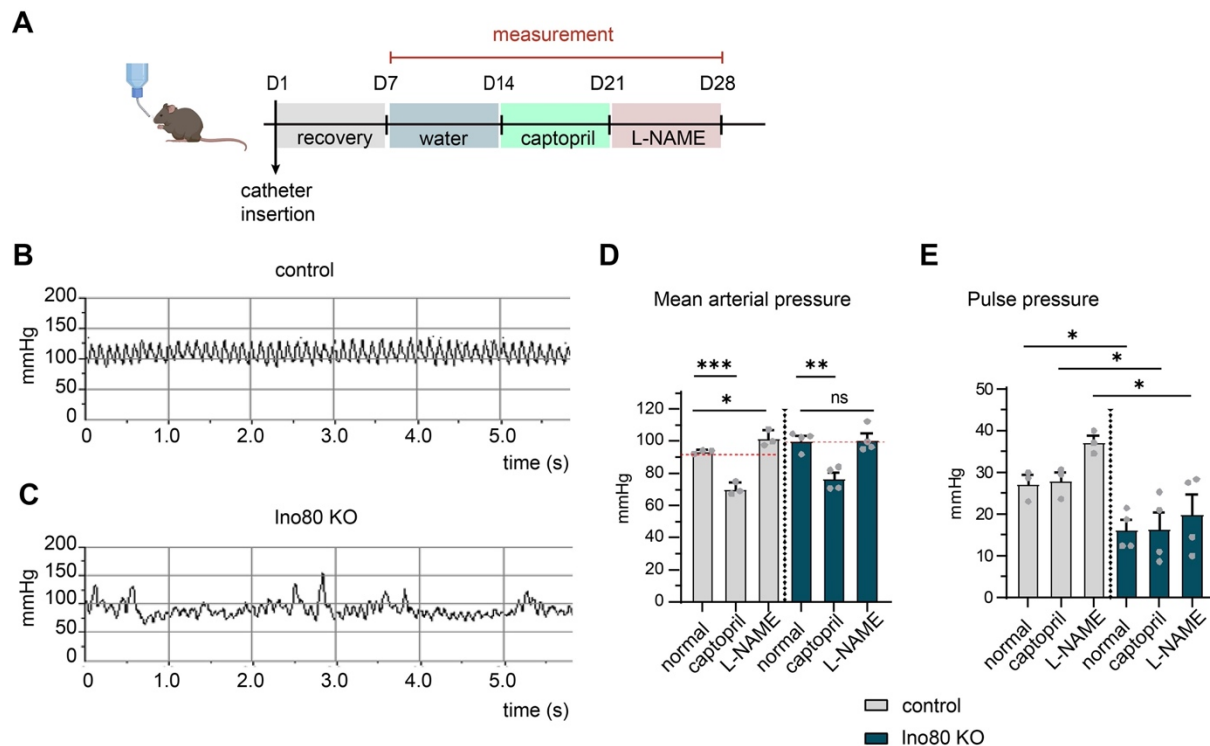 A
measurement
D1 D7 D14 D21 D28
recovery water captopril L-NAME
catheter
insertion
B
control
mmHg
200
150
100
50
0
0 1.0 2.0 3.0 4.0 5.0
time (s)
C
Ino80 KO
mmHg
200
150
100
50
0
0 1.0 2.0 3.0 4.0 5.0
time (s)
D
Mean arterial pressure
*** **
* ns
mmHg
120
100
80
60
40
20
0
normal captopril L-NAME normal captopril L-NAME
E
Pulse pressure
*
*
*
mmHg
50
40
30
20
10
0
normal captopril L-NAME normal captopril L-NAME
control
Ino80 KO